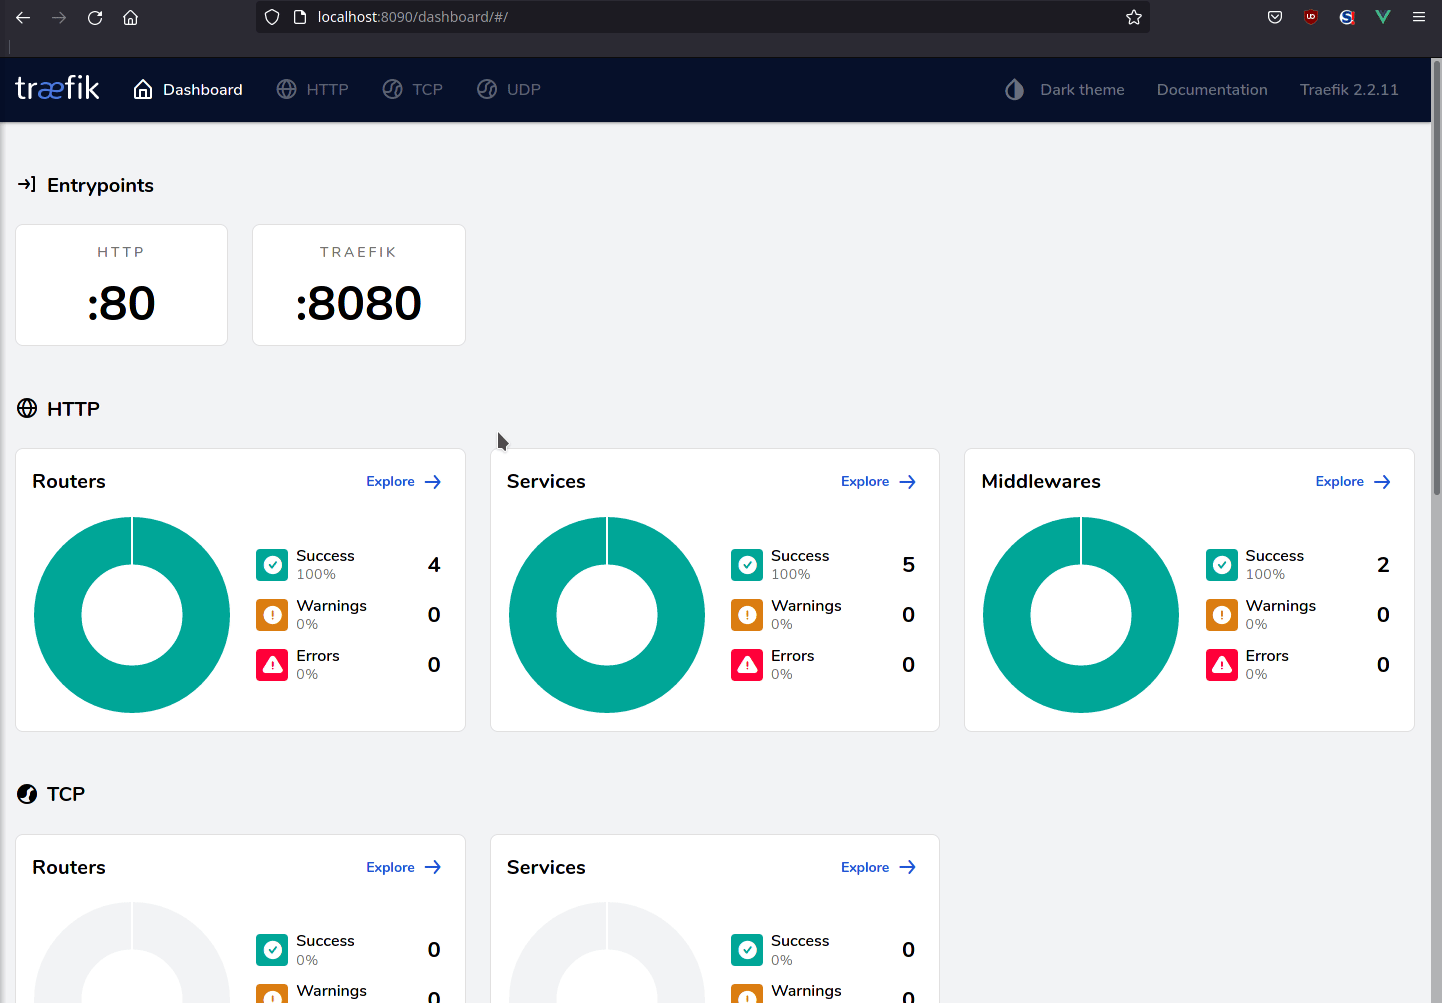 localhost:8090/dashboard/#/
træfik Dashboard HTTP TCP UDP Dark theme Documentation Traefik 2.2.11
Entrypoints
HTTP
:80
TRAEFIK
:8080
HTTP
Routers Explore
Success 4
100%
Warnings 0
0%
Errors 0
0%
Services Explore
Success 5
100%
Warnings 0
0%
Errors 0
0%
Middlewares Explore
Success 2
100%
Warnings 0
0%
Errors 0
0%
TCP
Routers Explore
Success 0
0%
Warnings 0
Services Explore
Success 0
0%
Warnings 0